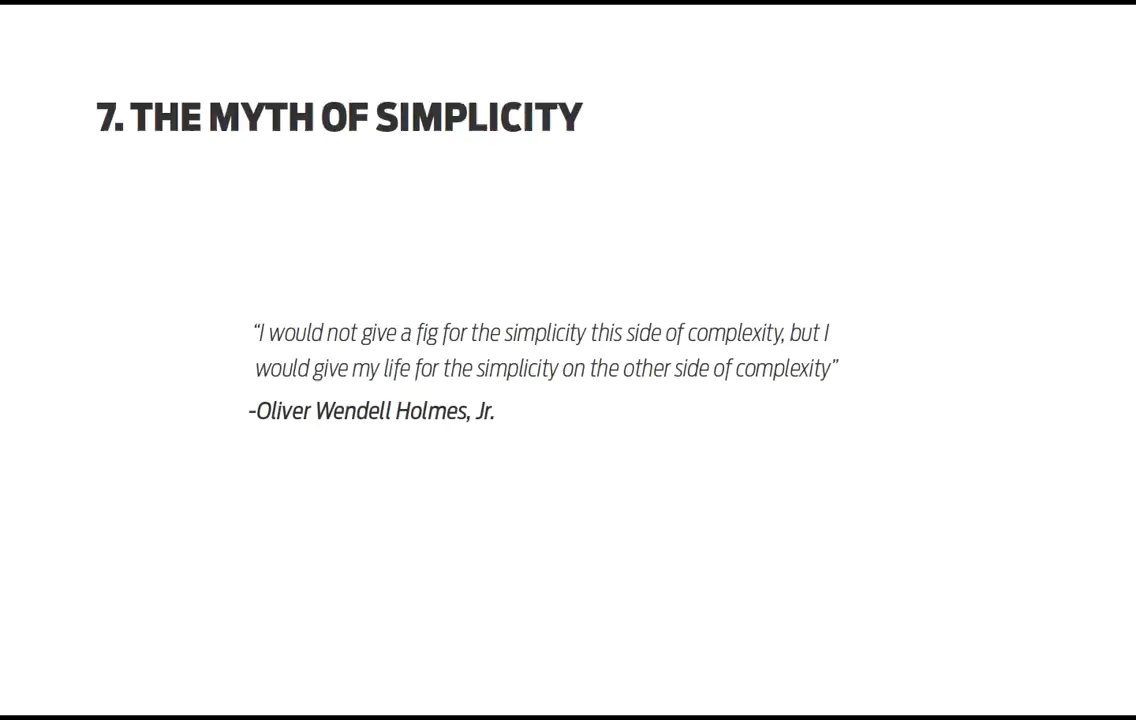 7. THE MYTH OF SIMPLICITY
“I would not give a fig for the simplicity this side of complexity, but I
would give my life for the simplicity on the other side of complexity”
-Oliver Wendell Holmes, Jr.